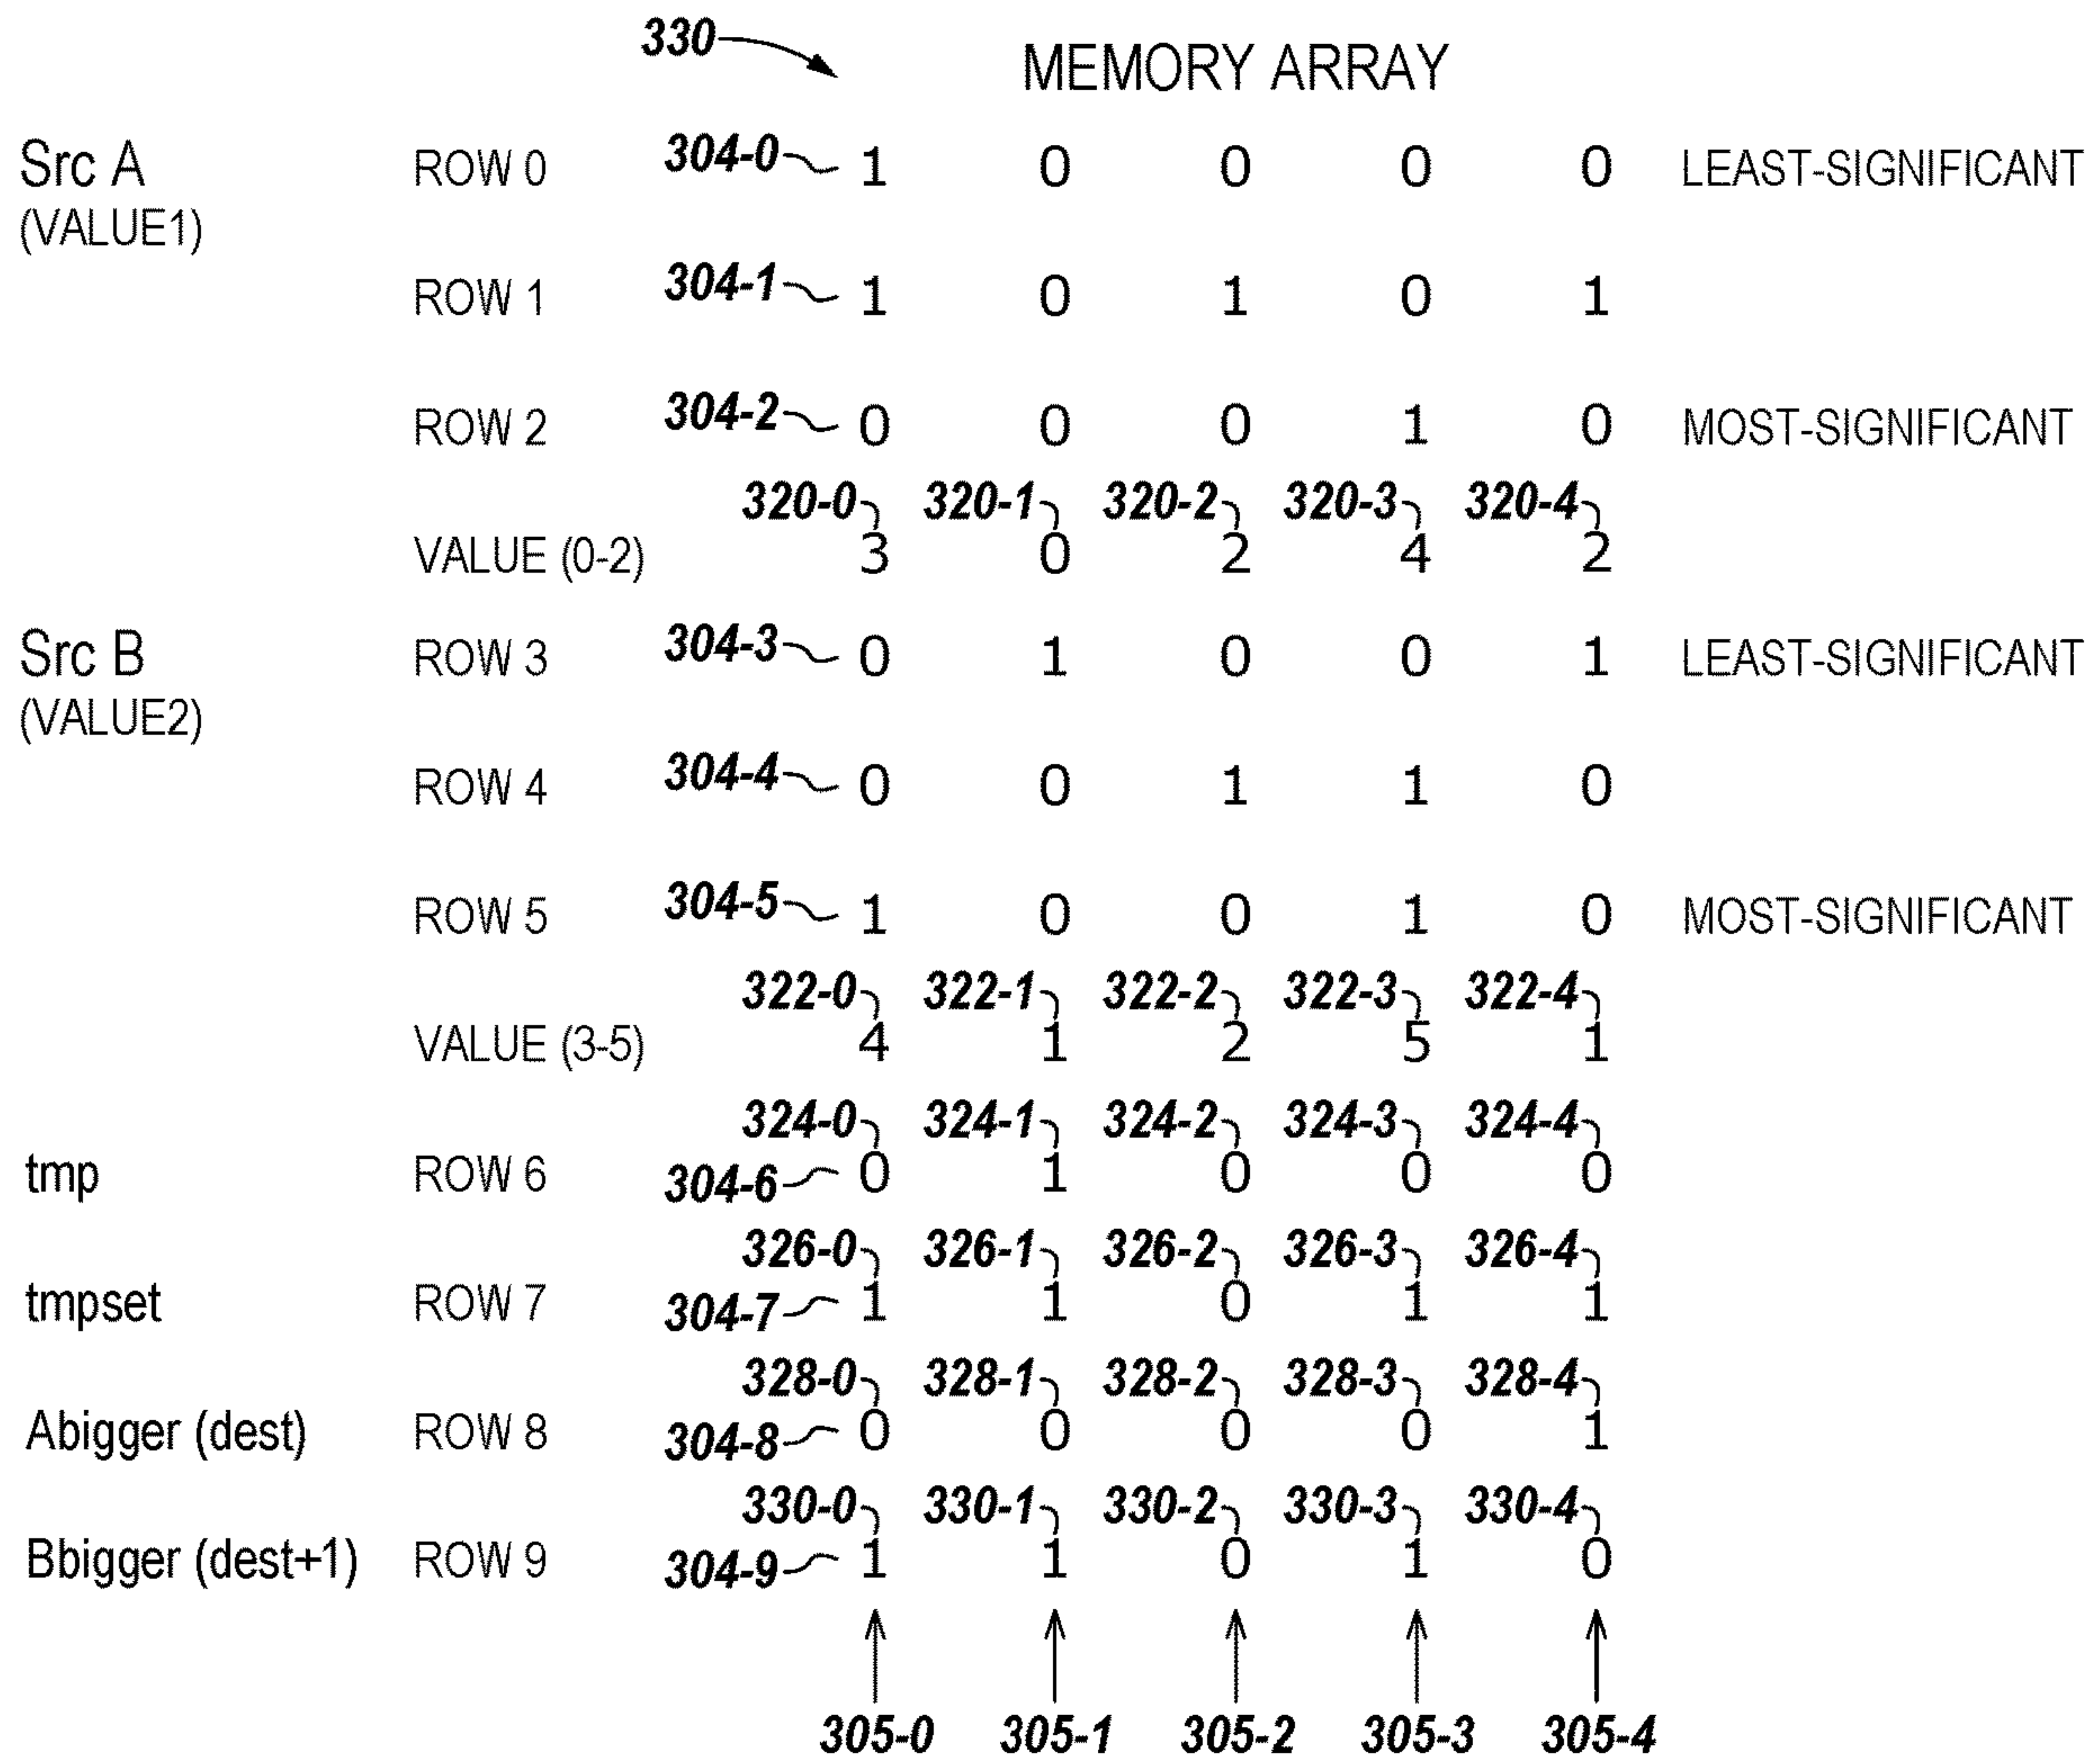 330
MEMORY ARRAY
Src A ROW 0 304-0 1 0 0 0 0 LEAST-SIGNIFICANT
(VALUE1)
ROW 1 304-1 1 0 1 0 1
ROW 2 304-2 0 0 0 1 0 MOST-SIGNIFICANT
320-0 320-1 320-2 320-3 320-4
VALUE (0-2) 3 0 2 4 2
Src B ROW 3 304-3 0 1 0 0 1 LEAST-SIGNIFICANT
(VALUE2)
ROW 4 304-4 0 0 1 1 0
ROW 5 304-5 1 0 0 1 0 MOST-SIGNIFICANT
322-0 322-1 322-2 322-3 322-4
VALUE (3-5) 4 1 2 5 1
324-0 324-1 324-2 324-3 324-4
tmp ROW 6 304-6 0 1 0 0 0
326-0 326-1 326-2 326-3 326-4
tmpset ROW 7 304-7 1 1 0 1 1
328-0 328-1 328-2 328-3 328-4
Abigger (dest) ROW 8 304-8 0 0 0 0 1
330-0 330-1 330-2 330-3 330-4
Bbigger (dest+1) ROW 9 304-9 1 1 0 1 0
305-0 305-1 305-2 305-3 305-4